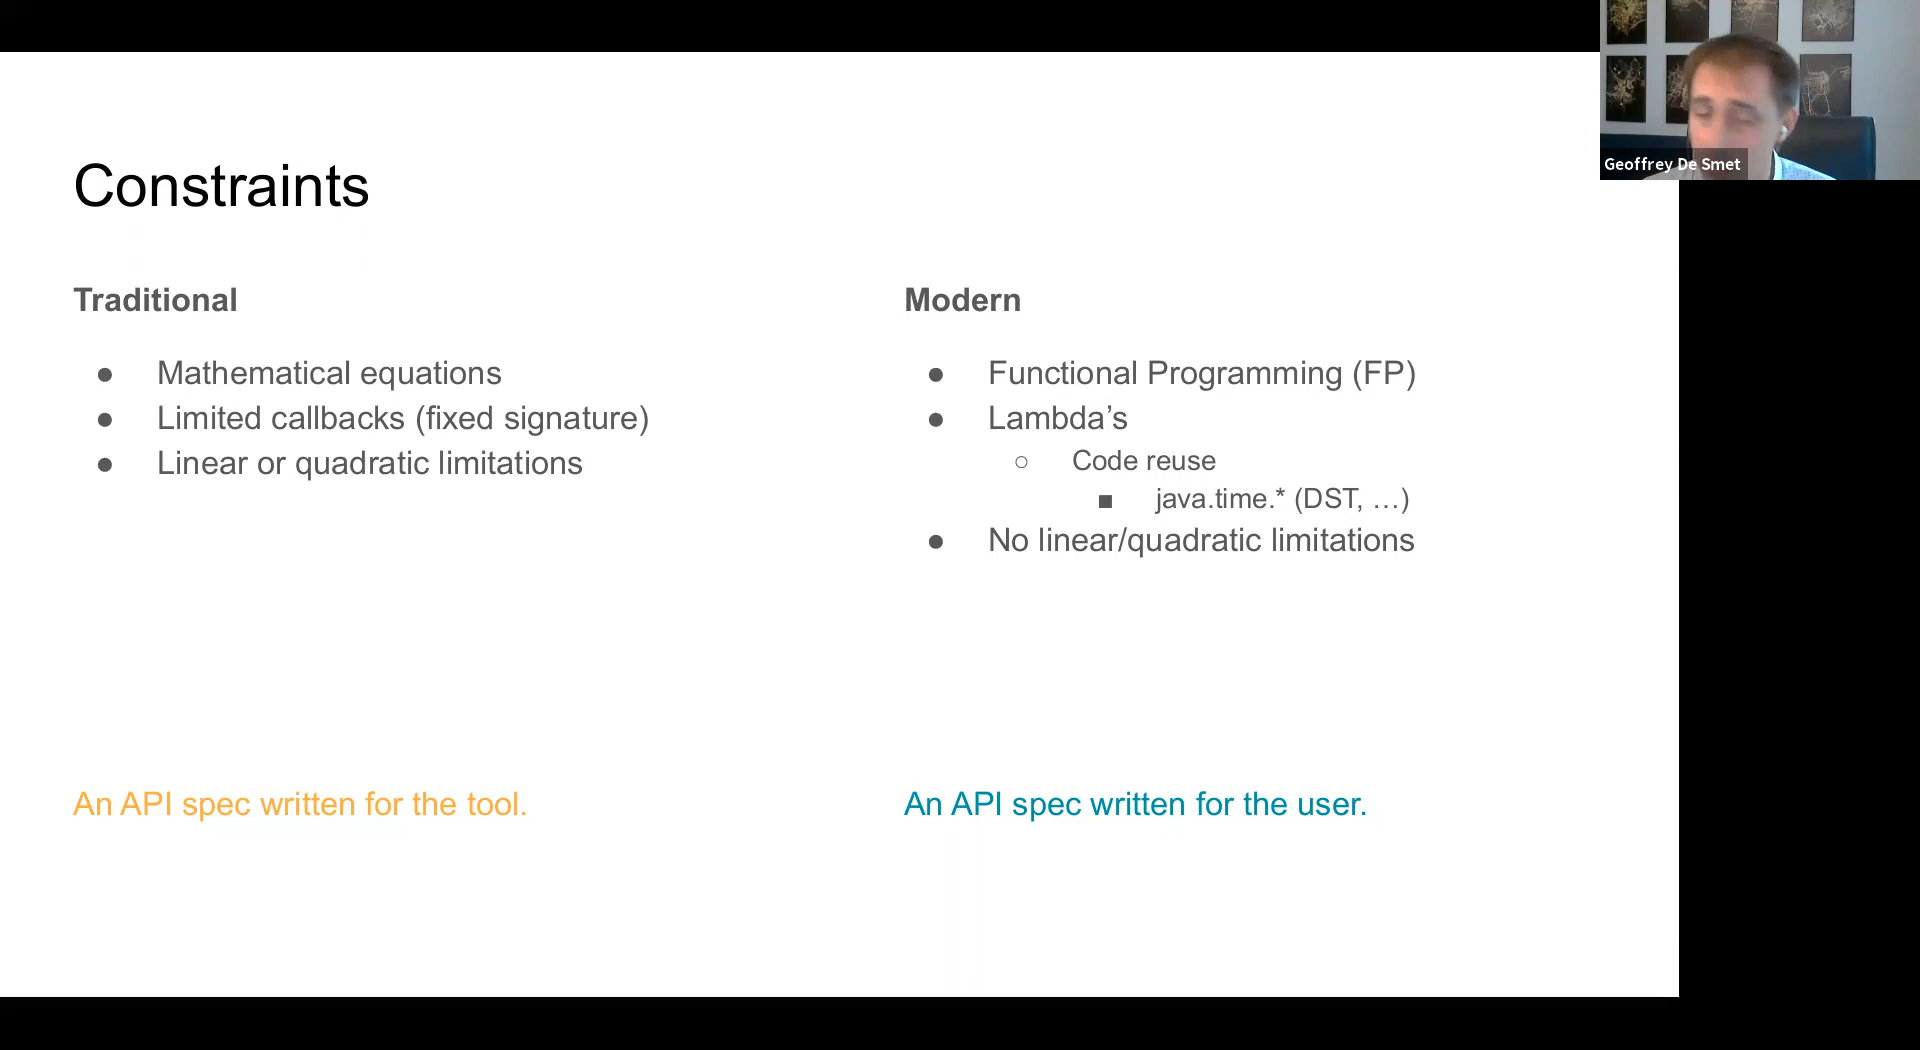 Geoffrey De Smet
Constraints
Traditional
● Mathematical equations
● Limited callbacks (fixed signature)
● Linear or quadratic limitations
An API spec written for the tool.
Modern
● Functional Programming (FP)
● Lambda’s
○ Code reuse
■ java.time.* (DST, …)
● No linear/quadratic limitations
An API spec written for the user.